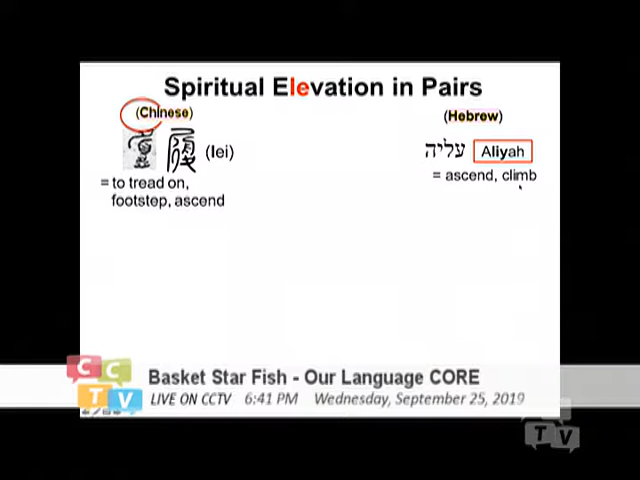 Spiritual Elevation in Pairs
(Chinese)
(lei)
= to tread on,
footstep, ascend
(Hebrew)
עליה Aliyah
= ascend, climb
C C
T V
Basket Star Fish - Our Language CORE
LIVE ON CCTV 6:41 PM Wednesday, September 25, 2019
T V